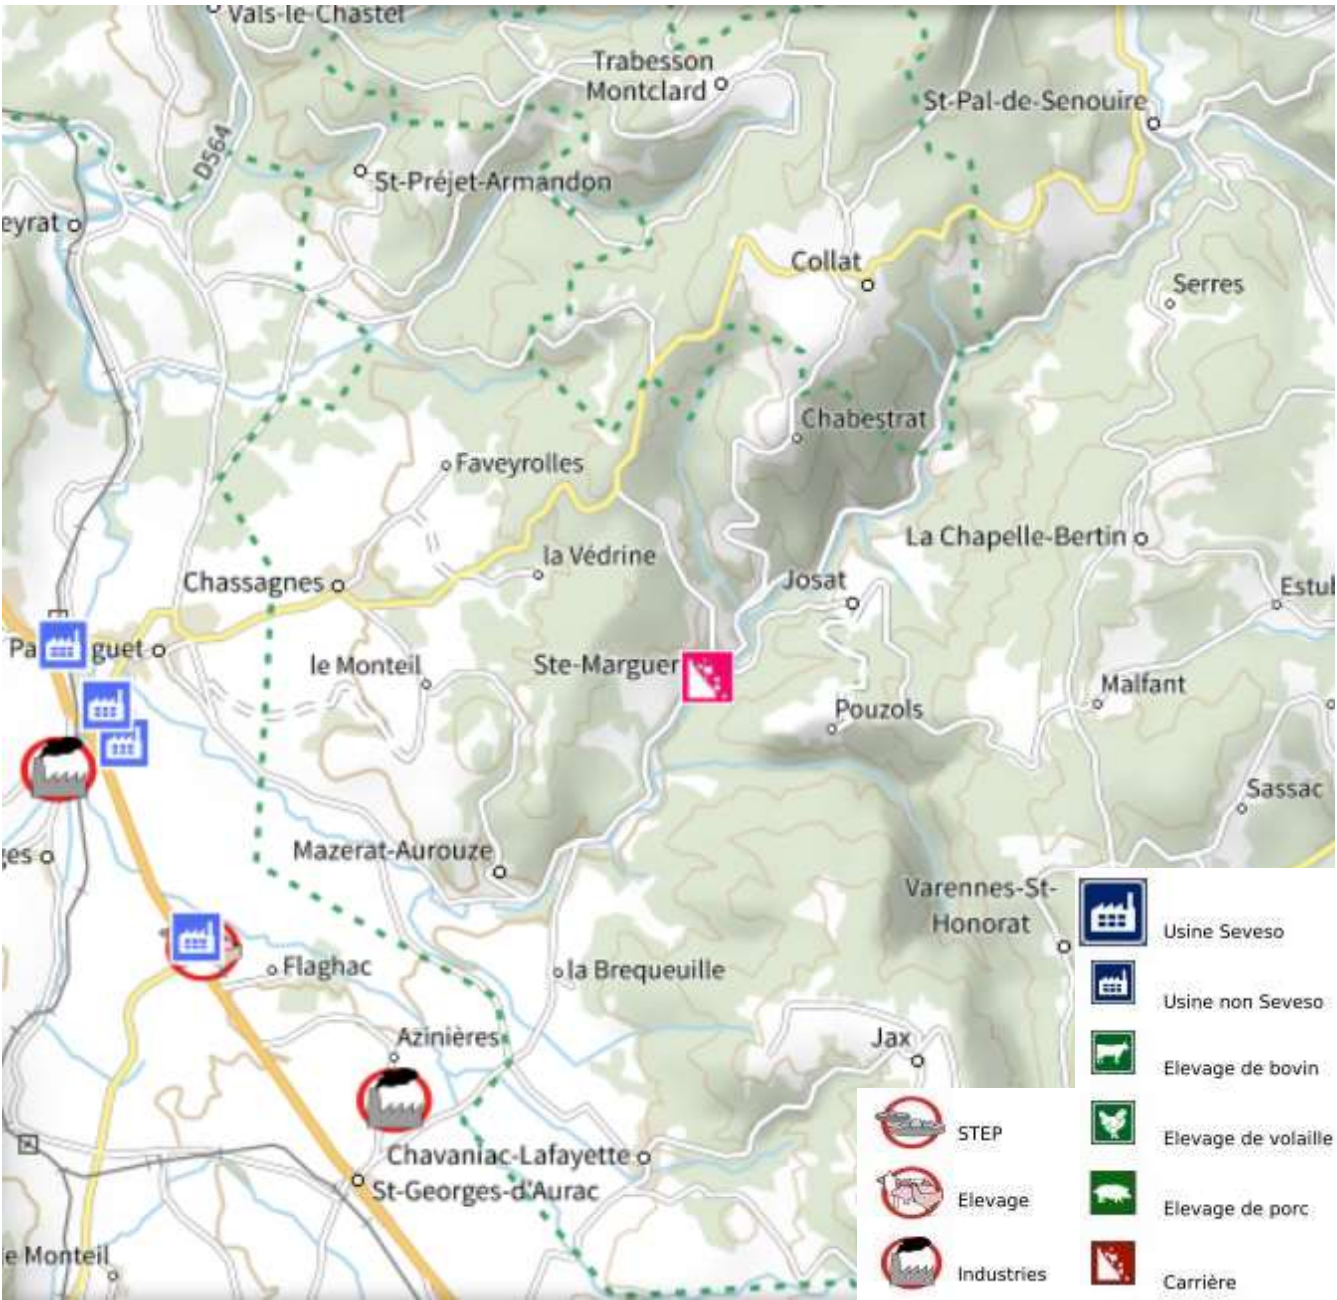 Vals-le-Chastel
Trabesson
Montclard
St-Pal-de-Senouire
D564
St-Préjet-Armandon
eyrat
Collat
Serres
Chabestrat
Faveyrolles
La Chapelle-Bertin
la Védrine
Chassagnes
Josat
Estub
Pa guet
le Monteil
Ste-Marguer
Malfant
Pouzols
Sassac
Mazerat-Aurouze
ges
Varennes-St-
Honorat
Usine Seveso
Flaghac
la Brequeuille
Usine non Seveso
Azinières
Jax
Elevage de bovin
STEP
Elevage de volaille
Chavaniac-Lafayette
St-Georges-d'Aurac
Elevage
Elevage de porc
e Monteil
Industries
Carrière